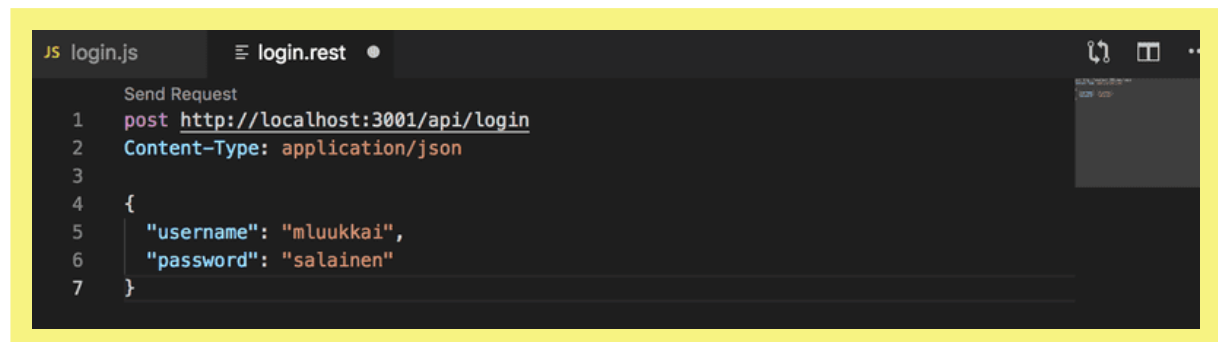 JS login.js login.rest
Send Request
1 post http://localhost:3001/api/login
2 Content-Type: application/json
3
4 {
5 "username": "mluukkai",
6 "password": "salainen"
7 }